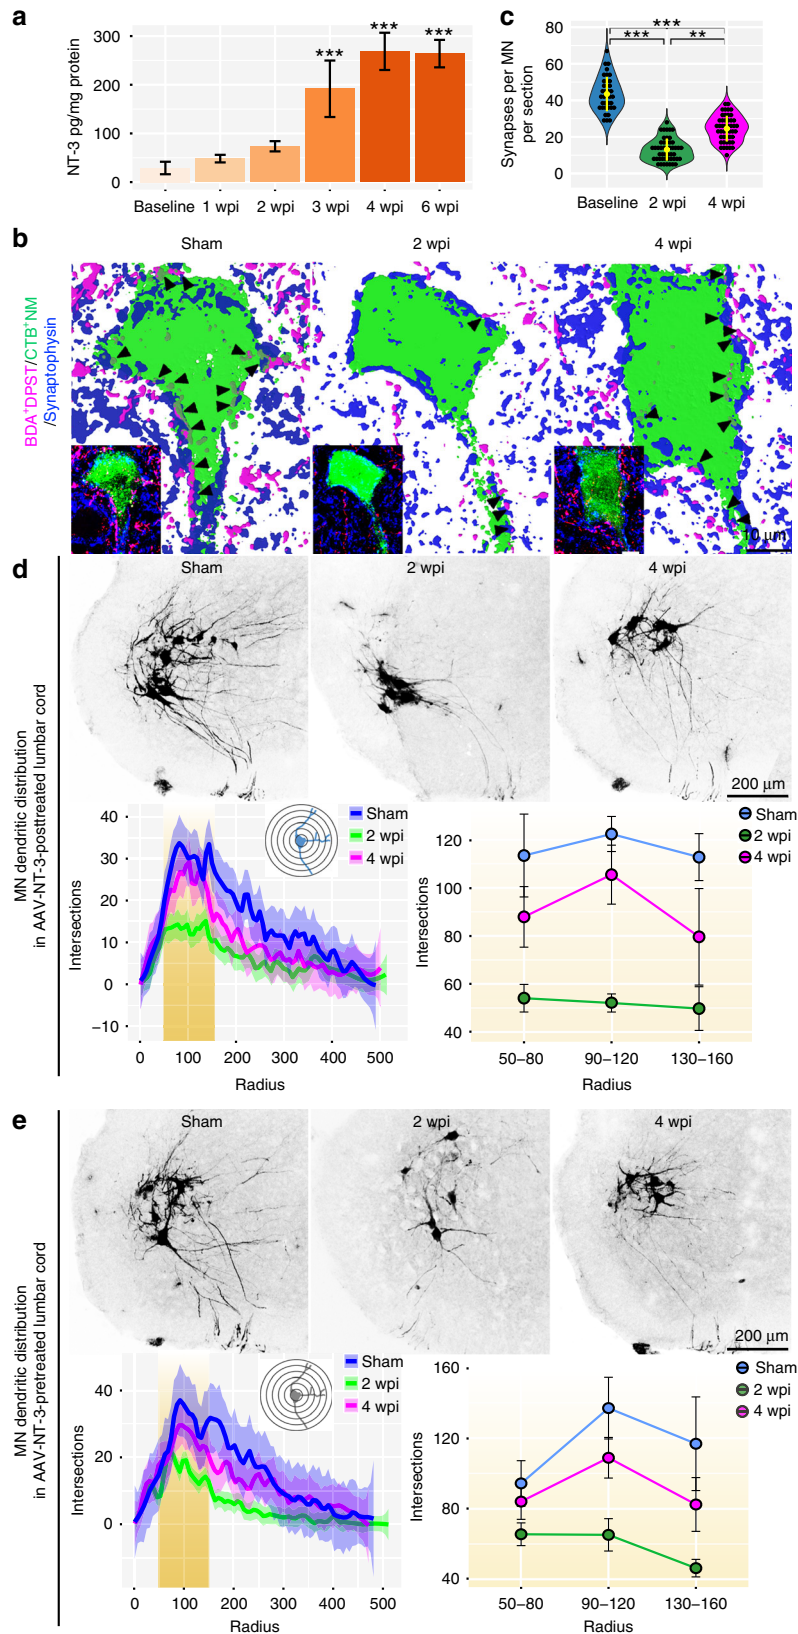 a
NT-3 pg/mg protein
300
200
100
0
***
***
***
Baseline 1 wpi 2 wpi 3 wpi 4 wpi 6 wpi
c
Synapses per MN
per section
80
60
40
20
0
***
*** **
Baseline 2 wpi 4 wpi
b
Sham 2 wpi 4 wpi
BDA+DPST/CTB+NM
/Synaptophysin
10 µm
d
MN dendritic distribution
in AAV-NT-3-posttreated lumbar cord
Sham 2 wpi 4 wpi
200 µm
Intersections
40
30
20
10
0
−10
0 100 200 300 400 500
Radius
Sham
2 wpi
4 wpi
Intersections
120
100
80
60
40
50−80 90−120 130−160
Radius
Sham
2 wpi
4 wpi
e
MN dendritic distribution
in AAV-NT-3-pretreated lumbar cord
Sham 2 wpi 4 wpi
200 µm
Intersections
40
20
0
0 100 200 300 400 500
Radius
Sham
2 wpi
4 wpi
Intersections
160
120
80
40
50−80 90−120 130−160
Radius
Sham
2 wpi
4 wpi